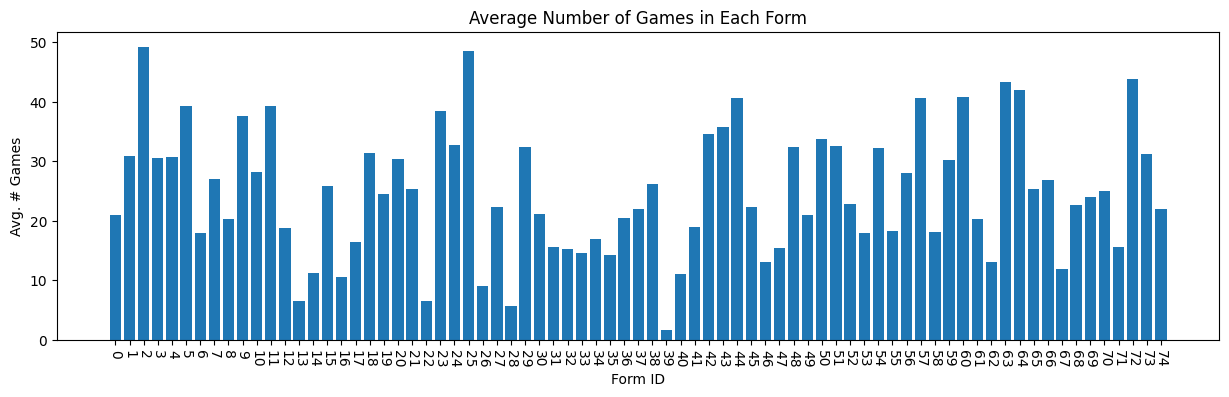 Average Number of Games in Each Form
50
40
30
20
10
0
Avg. # Games
0 1 2 3 4 5 6 7 8 9 10 11 12 13 14 15 16 17 18 19 20 21 22 23 24 25 26 27 28 29 30 31 32 33 34 35 36 37 38 39 40 41 42 43 44 45 46 47 48 49 50 51 52 53 54 55 56 57 58 59 60 61 62 63 64 65 66 67 68 69 70 71 72 73 74
Form ID